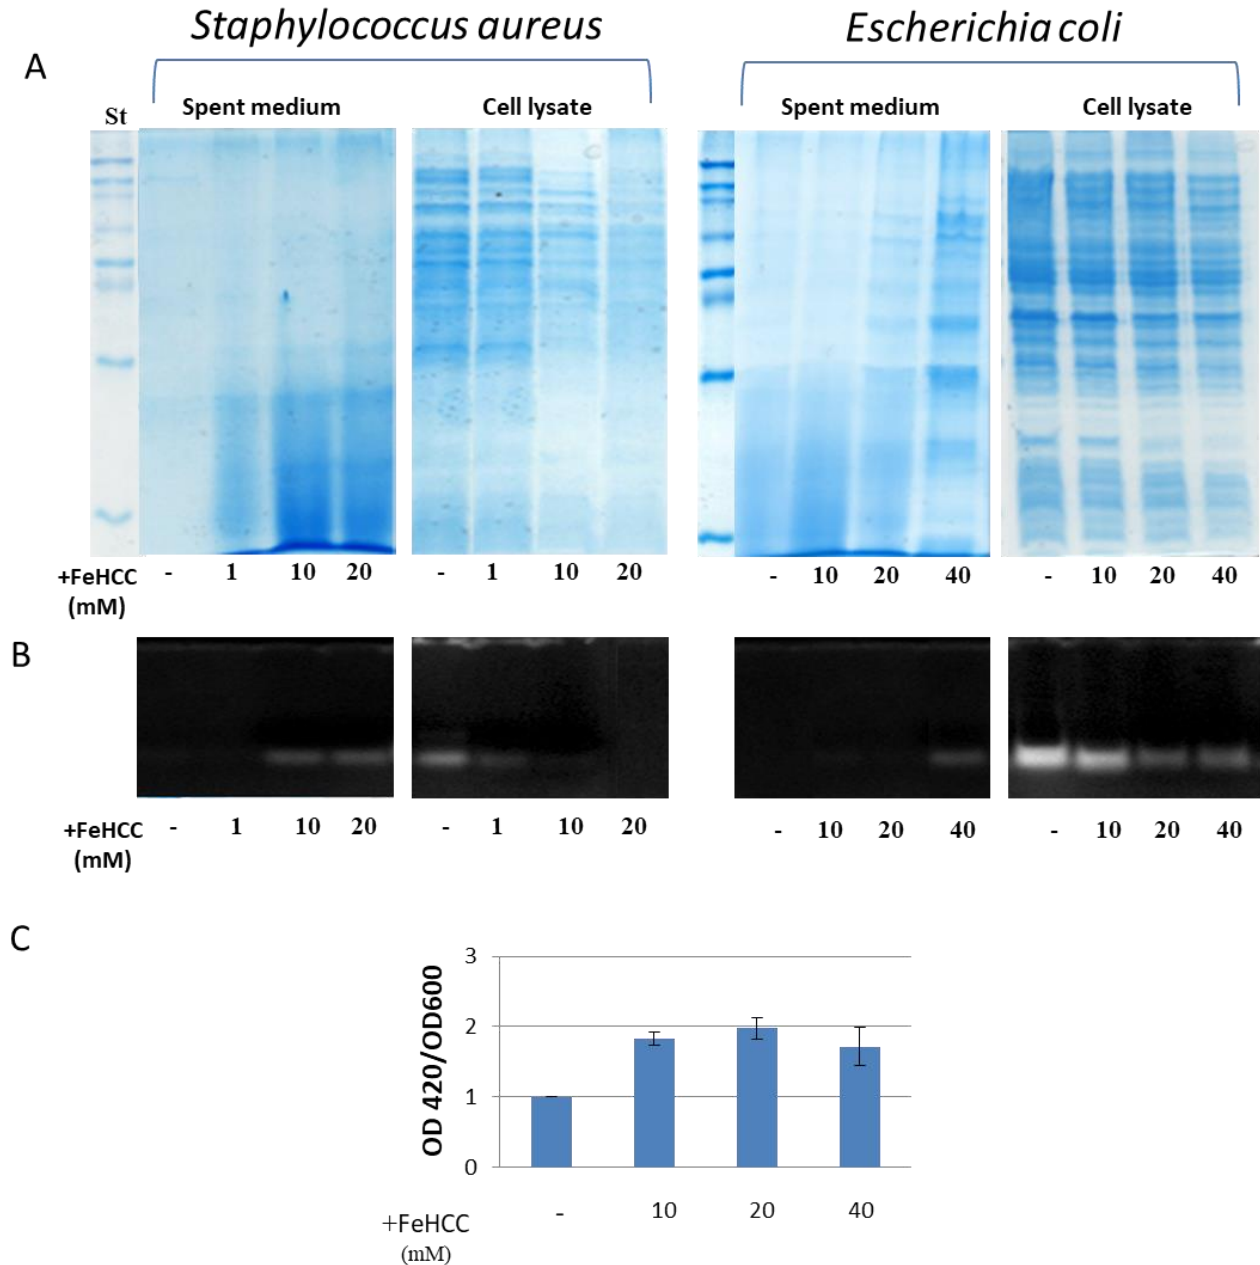 Staphylococcus aureus
Escherichia coli
A
Spent medium
Cell lysate
Spent medium
Cell lysate
St
+FeHCC
(mM)
- 1 10 20
- 1 10 20
- 10 20 40
- 10 20 40
B
+FeHCC
(mM)
- 1 10 20
- 1 10 20
- 10 20 40
- 10 20 40
C
OD 420/OD600
3
2
1
0
+FeHCC
(mM)
- 10 20 40